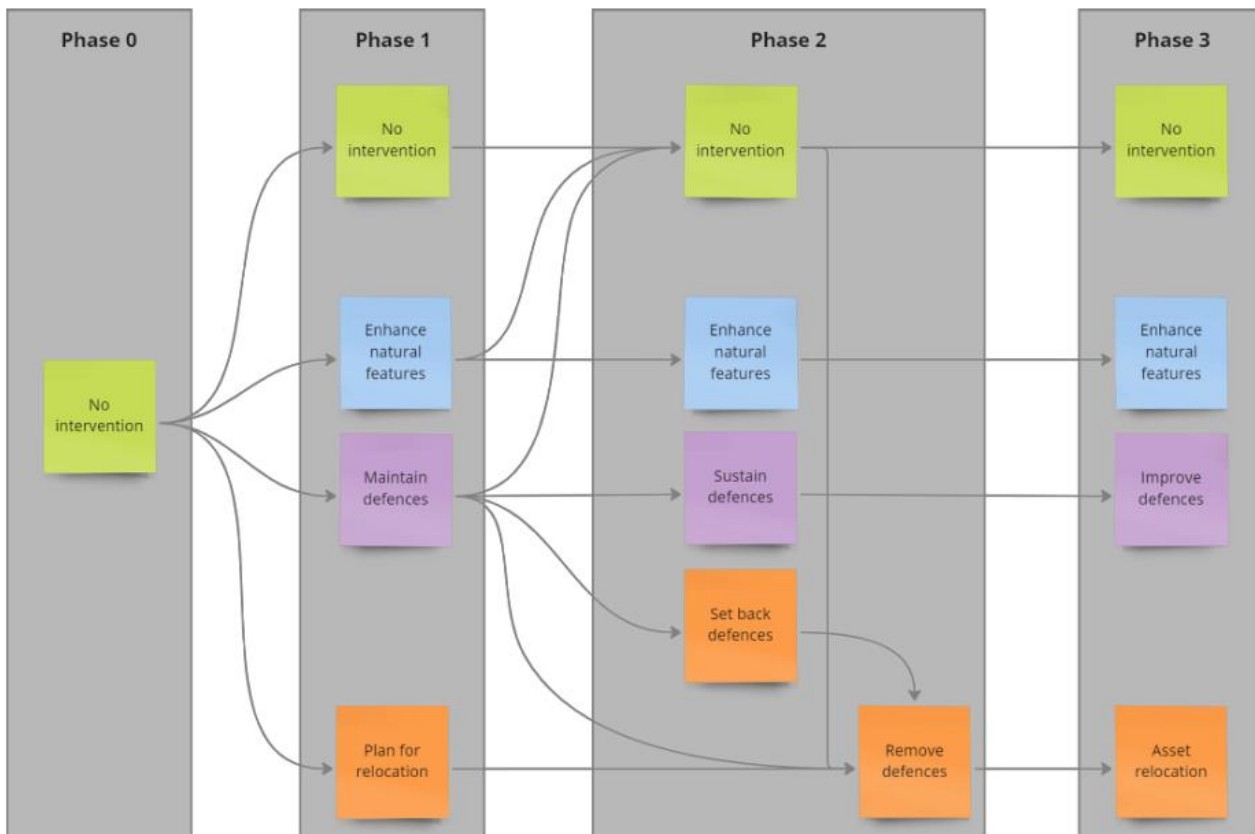 Phase 0
Phase 1
Phase 2
Phase 3
No
intervention
No
intervention
Enhance
natural
features
Maintain
defences
Plan for
relocation
No
intervention
Enhance
natural
features
Sustain
defences
Set back
defences
Remove
defences
No
intervention
Enhance
natural
features
Improve
defences
Asset
relocation